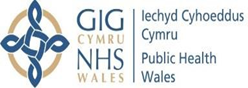 GIG
CYMRU
NHS
WALES
Iechyd Cyhoeddus
Cymru
Public Health
Wales